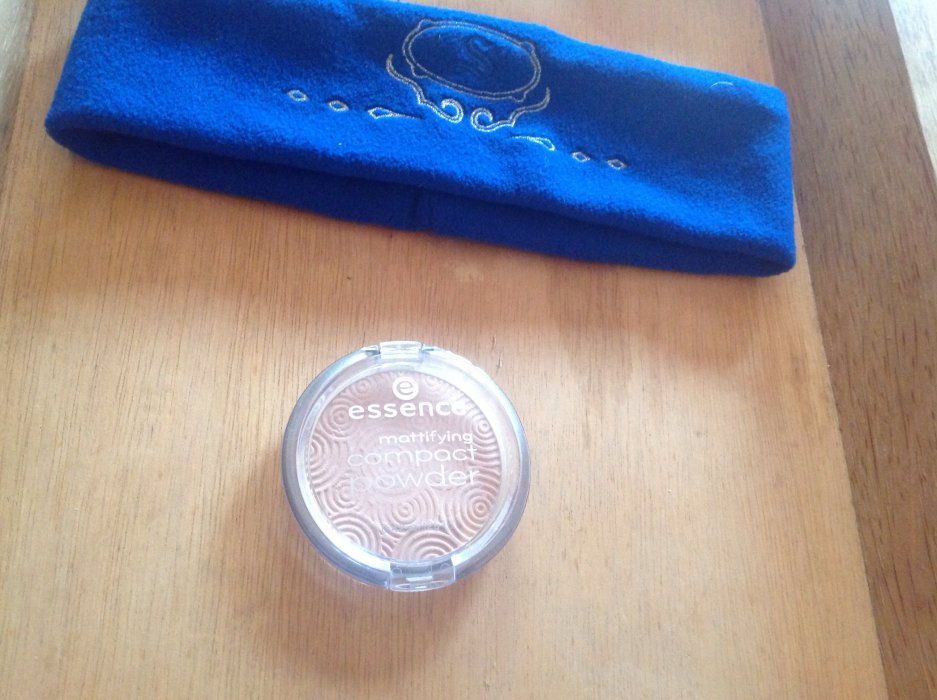 e
essence
mattifying
compact
powder